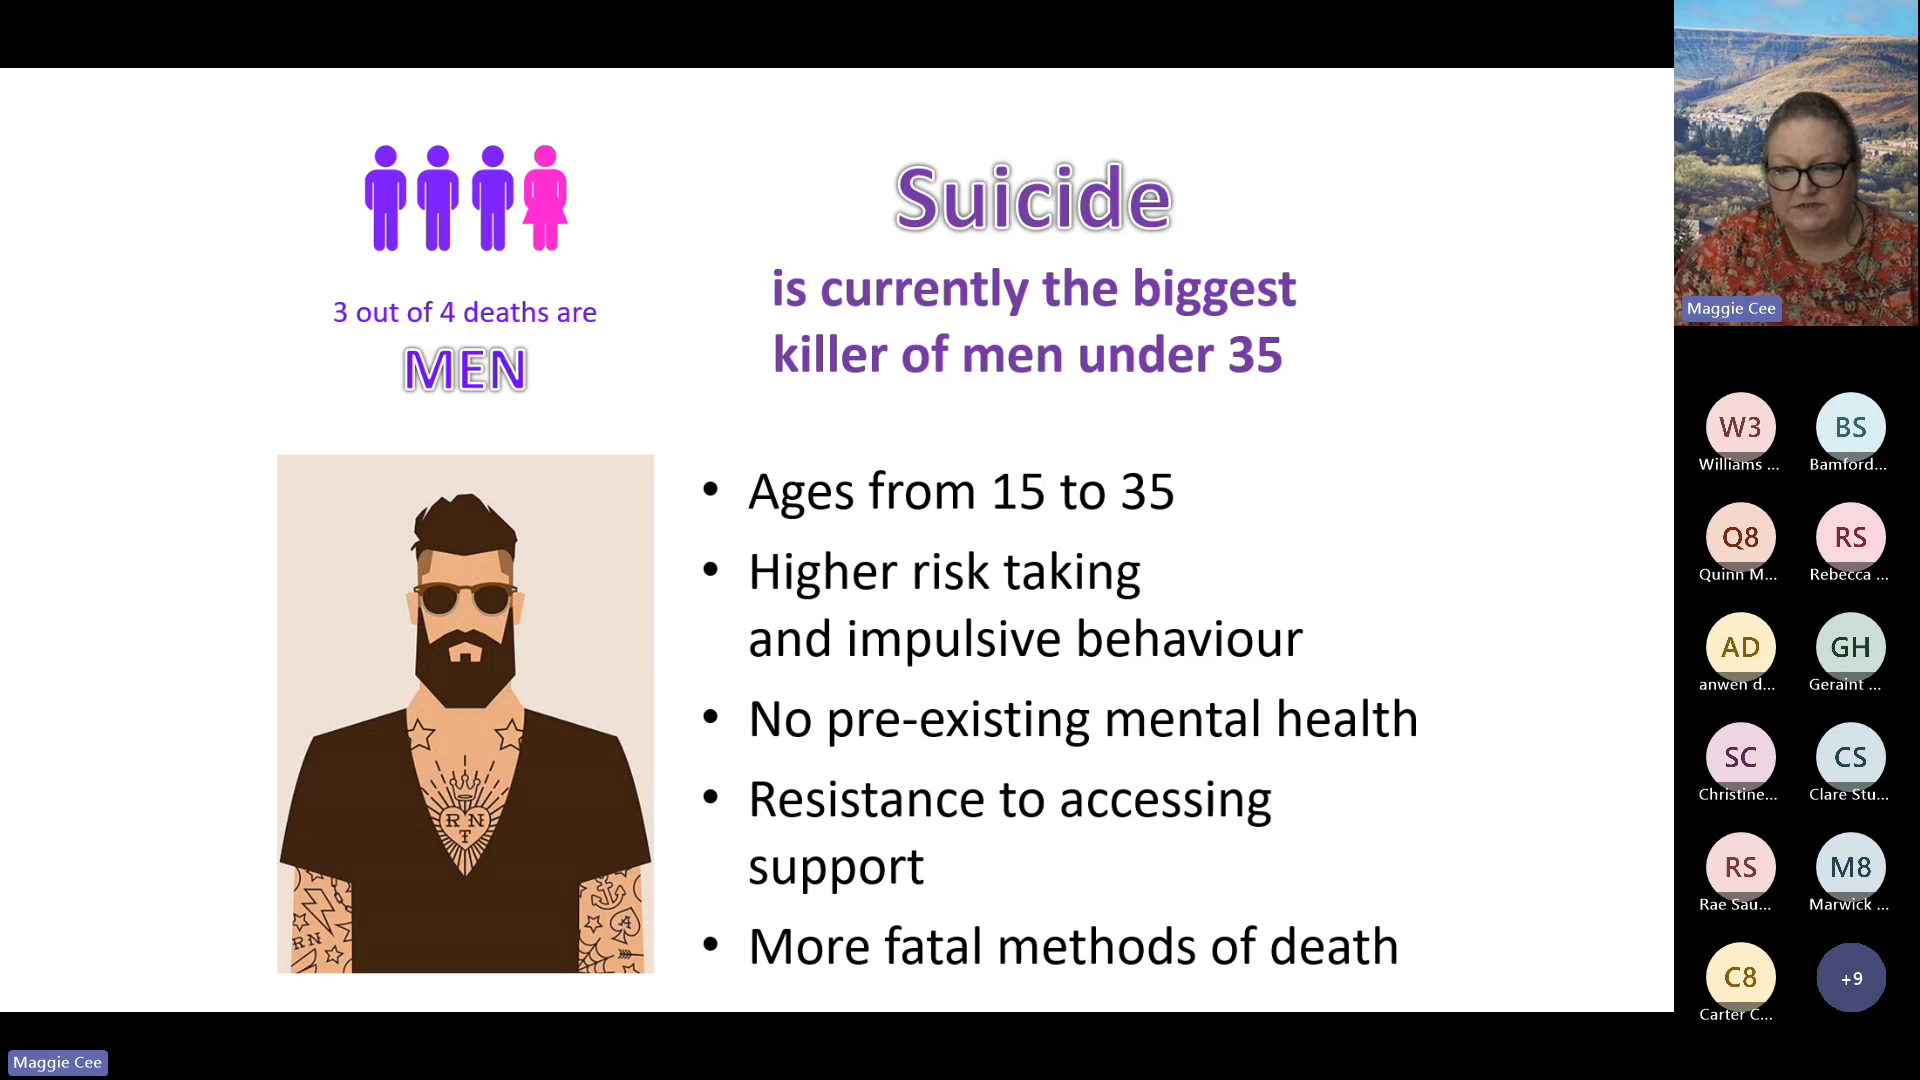 3 out of 4 deaths are
MEN
Suicide
is currently the biggest
killer of men under 35
R N
T
RN
A
• Ages from 15 to 35
• Higher risk taking
and impulsive behaviour
• No pre-existing mental health
• Resistance to accessing
support
• More fatal methods of death
Maggie Cee
W3
Williams ...
BS
Bamford...
Q8
Quinn M...
RS
Rebecca ...
AD
anwen d...
GH
Geraint ...
SC
Christine...
CS
Clare Stu...
RS
Rae Sau...
M8
Marwick ...
C8
Carter C...
+9
Maggie Cee